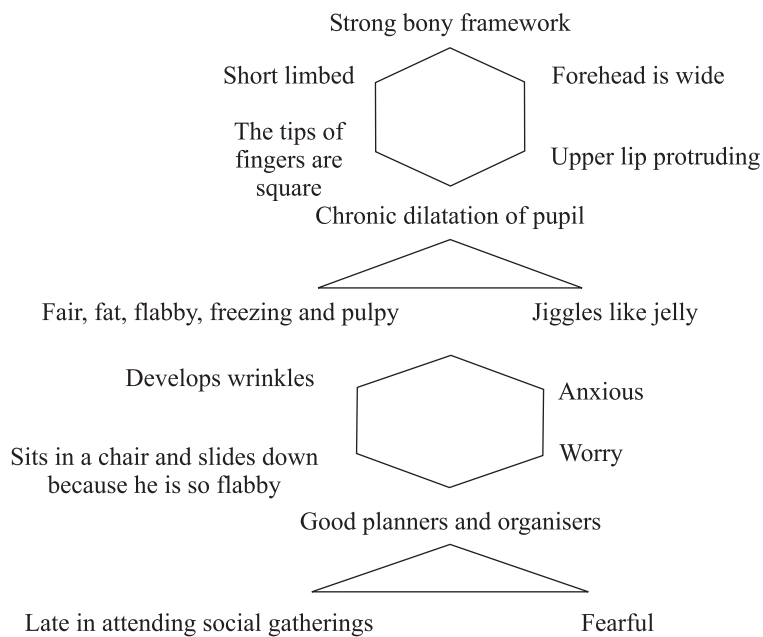 Strong bony framework
Short limbed
Forehead is wide
The tips of
fingers are
square
Upper lip protruding
Chronic dilatation of pupil
Fair, fat, flabby, freezing and pulpy
Jiggles like jelly
Develops wrinkles
Anxious
Sits in a chair and slides down
because he is so flabby
Worry
Good planners and organisers
Late in attending social gatherings
Fearful